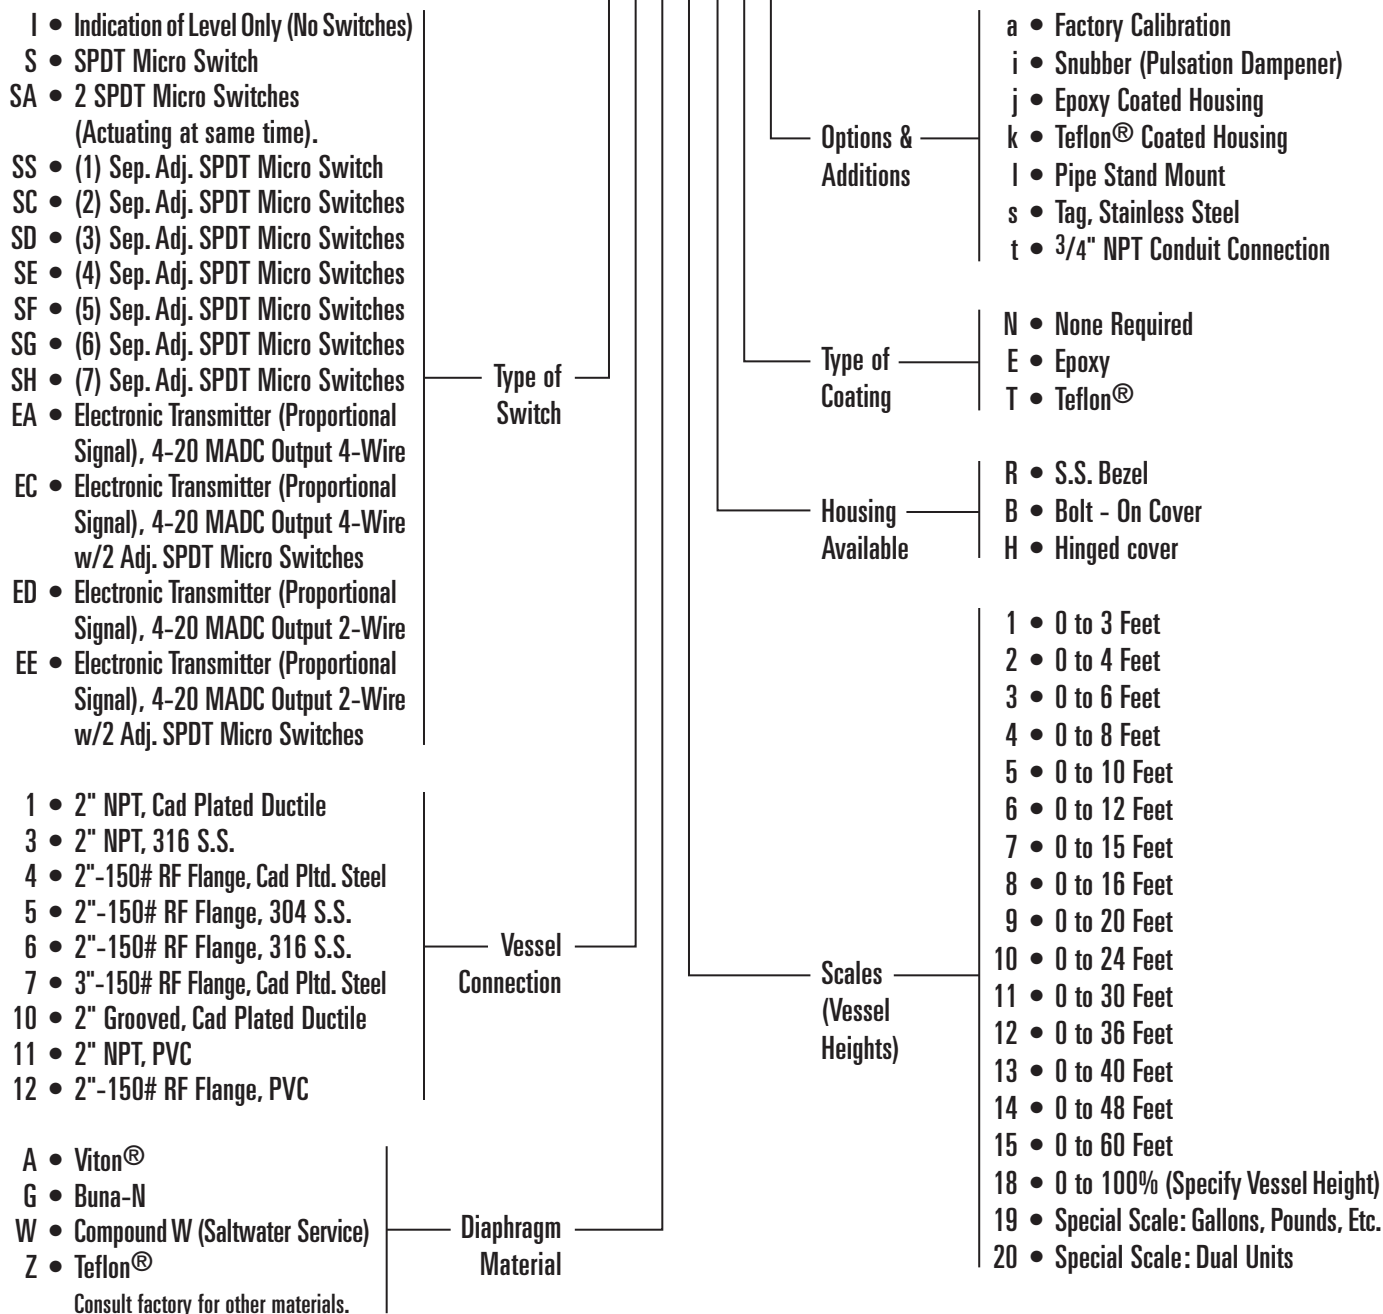 I • Indication of Level Only (No Switches)
S • SPDT Micro Switch
SA • 2 SPDT Micro Switches
(Actuating at same time).
SS • (1) Sep. Adj. SPDT Micro Switch
SC • (2) Sep. Adj. SPDT Micro Switches
SD • (3) Sep. Adj. SPDT Micro Switches
SE • (4) Sep. Adj. SPDT Micro Switches
SF • (5) Sep. Adj. SPDT Micro Switches
SG • (6) Sep. Adj. SPDT Micro Switches
SH • (7) Sep. Adj. SPDT Micro Switches
EA • Electronic Transmitter (Proportional
Signal), 4-20 MADC Output 4-Wire
EC • Electronic Transmitter (Proportional
Signal), 4-20 MADC Output 4-Wire
w/2 Adj. SPDT Micro Switches
ED • Electronic Transmitter (Proportional
Signal), 4-20 MADC Output 2-Wire
EE • Electronic Transmitter (Proportional
Signal), 4-20 MADC Output 2-Wire
w/2 Adj. SPDT Micro Switches
Type of
Switch
1 • 2" NPT, Cad Plated Ductile
3 • 2" NPT, 316 S.S.
4 • 2"-150# RF Flange, Cad Pltd. Steel
5 • 2"-150# RF Flange, 304 S.S.
6 • 2"-150# RF Flange, 316 S.S.
7 • 3"-150# RF Flange, Cad Pltd. Steel
10 • 2" Grooved, Cad Plated Ductile
11 • 2" NPT, PVC
12 • 2"-150# RF Flange, PVC
Vessel
Connection
A • Viton®
G • Buna-N
W • Compound W (Saltwater Service)
Z • Teflon®
Consult factory for other materials.
Diaphragm
Material
Options &
Additions
a • Factory Calibration
i • Snubber (Pulsation Dampener)
j • Epoxy Coated Housing
k • Teflon® Coated Housing
l • Pipe Stand Mount
s • Tag, Stainless Steel
t • 3/4" NPT Conduit Connection
Type of
Coating
N • None Required
E • Epoxy
T • Teflon®
Housing
Available
R • S.S. Bezel
B • Bolt - On Cover
H • Hinged cover
Scales
(Vessel
Heights)
1 • 0 to 3 Feet
2 • 0 to 4 Feet
3 • 0 to 6 Feet
4 • 0 to 8 Feet
5 • 0 to 10 Feet
6 • 0 to 12 Feet
7 • 0 to 15 Feet
8 • 0 to 16 Feet
9 • 0 to 20 Feet
10 • 0 to 24 Feet
11 • 0 to 30 Feet
12 • 0 to 36 Feet
13 • 0 to 40 Feet
14 • 0 to 48 Feet
15 • 0 to 60 Feet
18 • 0 to 100% (Specify Vessel Height)
19 • Special Scale: Gallons, Pounds, Etc.
20 • Special Scale: Dual Units